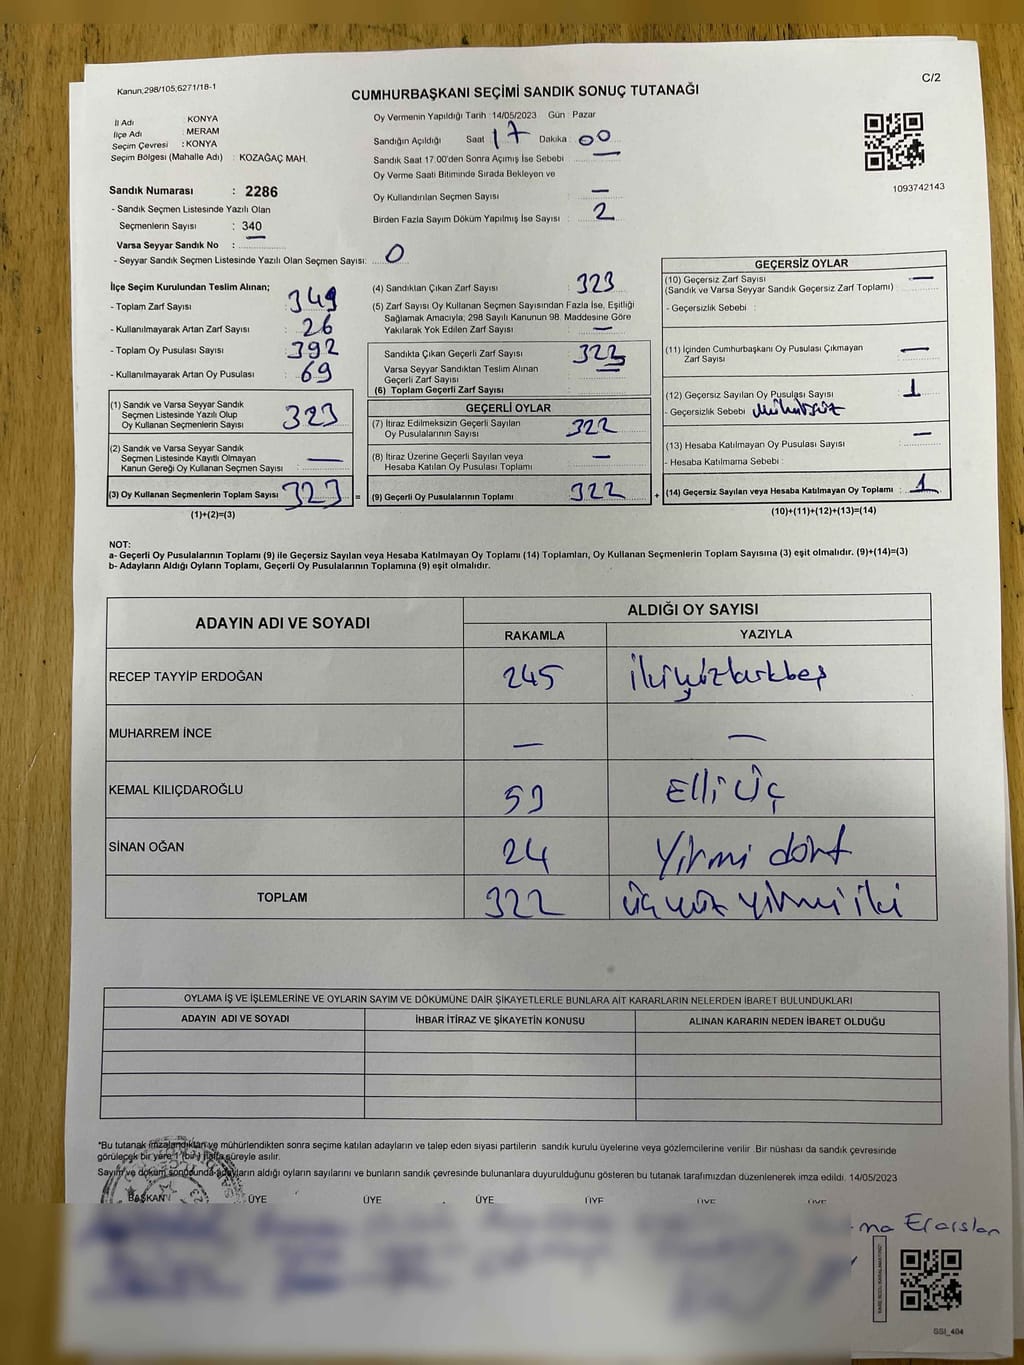 Kanun,298/105,6271/18-1
C/2
CUMHURBAŞKANI SEÇİMİ SANDIK SONUÇ TUTANAĞI
İl Adı KONYA
İlçe Adı : MERAM
Seçim Çevresi : KONYA
Seçim Bölgesi (Mahalle Adı) : KOZAĞAÇ MAH.
Sandık Numarası : 2286
- Sandık Seçmen Listesinde Yazılı Olan
Seçmenlerin Sayısı : 340
Varsa Seyyar Sandık No : —
- Seyyar Sandık Seçmen Listesinde Yazılı Olan Seçmen Sayısı: 0
Oy Vermenin Yapıldığı Tarih :14/05/2023 Gün : Pazar
Sandığın Açıldığı Saat 17 Dakika : 00
Sandık Saat 17:00'den Sonra Açımış İse Sebebi : —
Oy Verme Saati Bitiminde Sırada Bekleyen ve
Oy Kullandırılan Seçmen Sayısı : —
Birden Fazla Sayım Döküm Yapılmış İse Sayısı : 2
1093742143
İlçe Seçim Kurulundan Teslim Alınan;
- Toplam Zarf Sayısı : 349
- Kullanılmayarak Artan Zarf Sayısı : 26
- Toplam Oy Pusulası Sayısı : 392
- Kullanılmayarak Artan Oy Pusulası : 69
(1) Sandık ve Varsa Seyyar Sandık
Seçmen Listesinde Yazılı Olup
Oy Kullanan Seçmenlerin Sayısı : 323
(2) Sandık ve Varsa Seyyar Sandık
Seçmen Listesinde Kayıtlı Olmayan
Kanun Gereği Oy Kullanan Seçmen Sayısı : —
(3) Oy Kullanan Seçmenlerin Toplam Sayısı : 323 =
(1)+(2)=(3)
(4) Sandıktan Çıkan Zarf Sayısı : 323
(5) Zarf Sayısı Oy Kullanan Seçmen Sayısından Fazla İse, Eşitliği
Sağlamak Amacıyla; 298 Sayılı Kanunun 98. Maddesine Göre
Yakılarak Yok Edilen Zarf Sayısı : —
Sandıkta Çıkan Geçerli Zarf Sayısı : 323
Varsa Seyyar Sandıktan Teslim Alınan
Geçerli Zarf Sayısı : —
(6) Toplam Geçerli Zarf Sayısı :
GEÇERLİ OYLAR
(7) İtiraz Edilmeksizin Geçerli Sayılan
Oy Pusulalarının Sayısı : 322
(8) İtiraz Üzerine Geçerli Sayılan veya
Hesaba Katılan Oy Pusulası Toplamı : —
(9) Geçerli Oy Pusulalarının Toplamı : 322 +
GEÇERSİZ OYLAR
(10) Geçersiz Zarf Sayısı
(Sandık ve Varsa Seyyar Sandık Geçersiz Zarf Toplamı) : —
- Geçersizlik Sebebi :
(11) İçinden Cumhurbaşkanı Oy Pusulası Çıkmayan
Zarf Sayısı : —
(12) Geçersiz Sayılan Oy Pusulası Sayısı : 1
- Geçersizlik Sebebi : Mühürsüz
(13) Hesaba Katılmayan Oy Pusulası Sayısı : —
- Hesaba Katılmama Sebebi :
(14) Geçersiz Sayılan veya Hesaba Katılmayan Oy Toplamı : 1
(10)+(11)+(12)+(13)=(14)
NOT:
a- Geçerli Oy Pusulalarının Toplamı (9) ile Geçersiz Sayılan veya Hesaba Katılmayan Oy Toplamı (14) Toplamları, Oy Kullanan Seçmenlerin Toplam Sayısına (3) eşit olmalıdır. (9)+(14)=(3)
b- Adayların Aldığı Oyların Toplamı, Geçerli Oy Pusulalarının Toplamına (9) eşit olmalıdır.
ADAYIN ADI VE SOYADI ALDIĞI OY SAYISI
RAKAMLA YAZIYLA
RECEP TAYYİP ERDOĞAN 245 ikiyüzkırkbeş
MUHARREM İNCE — —
KEMAL KILIÇDAROĞLU 53 Elli Üç
SİNAN OĞAN 24 Yirmi dört
TOPLAM 322 üç yüz yirmi iki
OYLAMA İŞ VE İŞLEMLERİNE VE OYLARIN SAYIM VE DÖKÜMÜNE DAİR ŞİKAYETLERLE BUNLARA AİT KARARLARIN NELERDEN İBARET BULUNDUKLARI
ADAYIN ADI VE SOYADI İHBAR İTİRAZ VE ŞİKAYETİN KONUSU ALINAN KARARIN NEDEN İBARET OLDUĞU
*Bu tutanak imzalandıktan ve mühürlendikten sonra seçime katılan adayların ve talep eden siyasi partilerin sandık kurulu üyelerine veya gözlemcilerine verilir. Bir nüshası da sandık çevresinde
görülecek bir yere 1 (bir) hafta süreyle asılır.
Sayım ve döküm sonucunda adayların aldığı oyların sayılarını ve bunların sandık çevresinde bulunanlara duyurulduğunu gösteren bu tutanak tarafımızdan düzenlenerek imza edildi. 14/05/2023
BAŞKAN ÜYE ÜYE ÜYE ÜYE ÜYE ÜYE
ma Erarslan
SSI_404